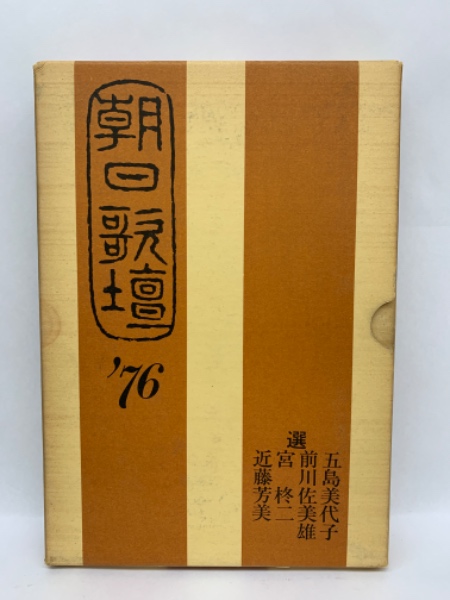 朝日歌壇
'76
五島美代子
前川佐美雄
選 宮 柊二
近藤芳美